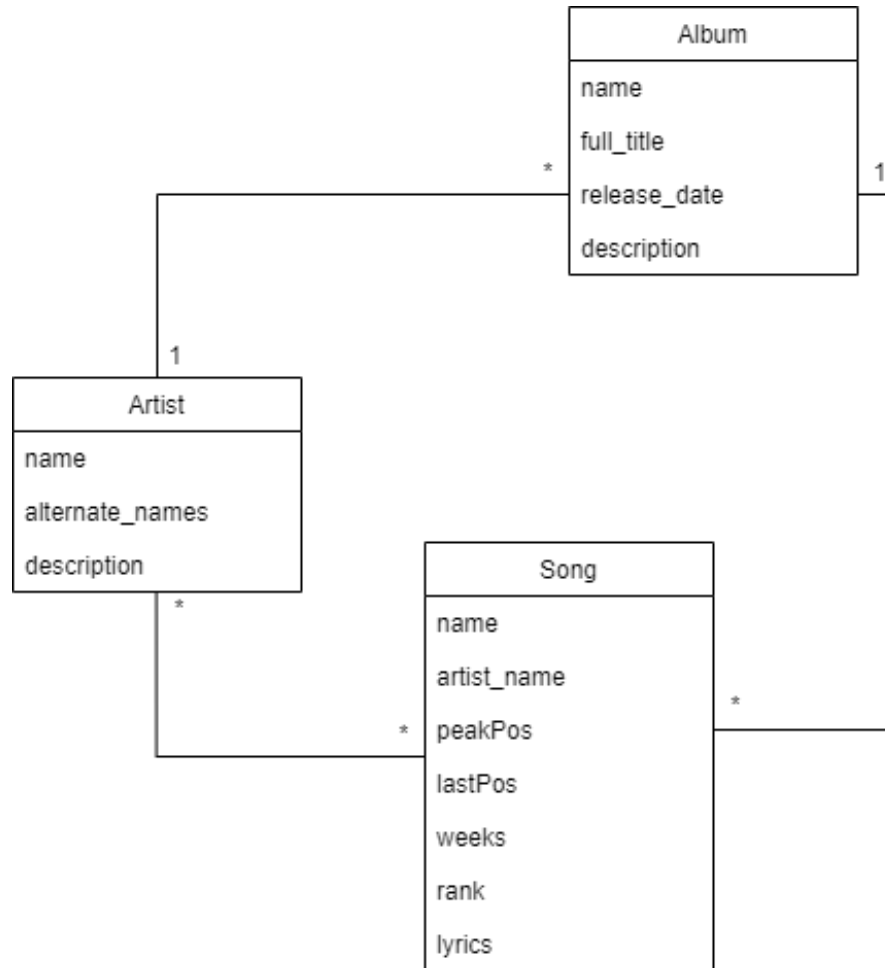 Album
name
full_title
* release_date 1
description
1
Artist
name
alternate_names
description
*
Song
name
artist_name
*
* peakPos
lastPos
weeks
rank
lyrics